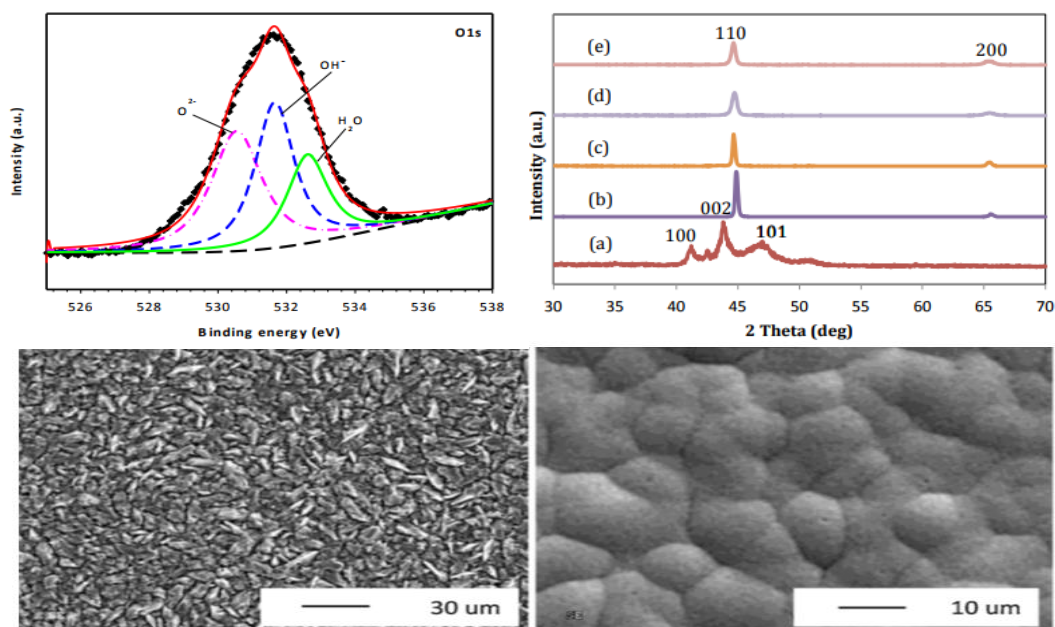 O1s
OH⁻
O²⁻
H₂O
Intensity (a.u.)
526 528 530 532 534 536 538
Binding energy (eV)
(e)
110
200
(d)
(c)
(b)
002
(a)
100
101
Intensity (a.u.)
30 35 40 45 50 55 60 65 70
2 Theta (deg)
30 um
10 um